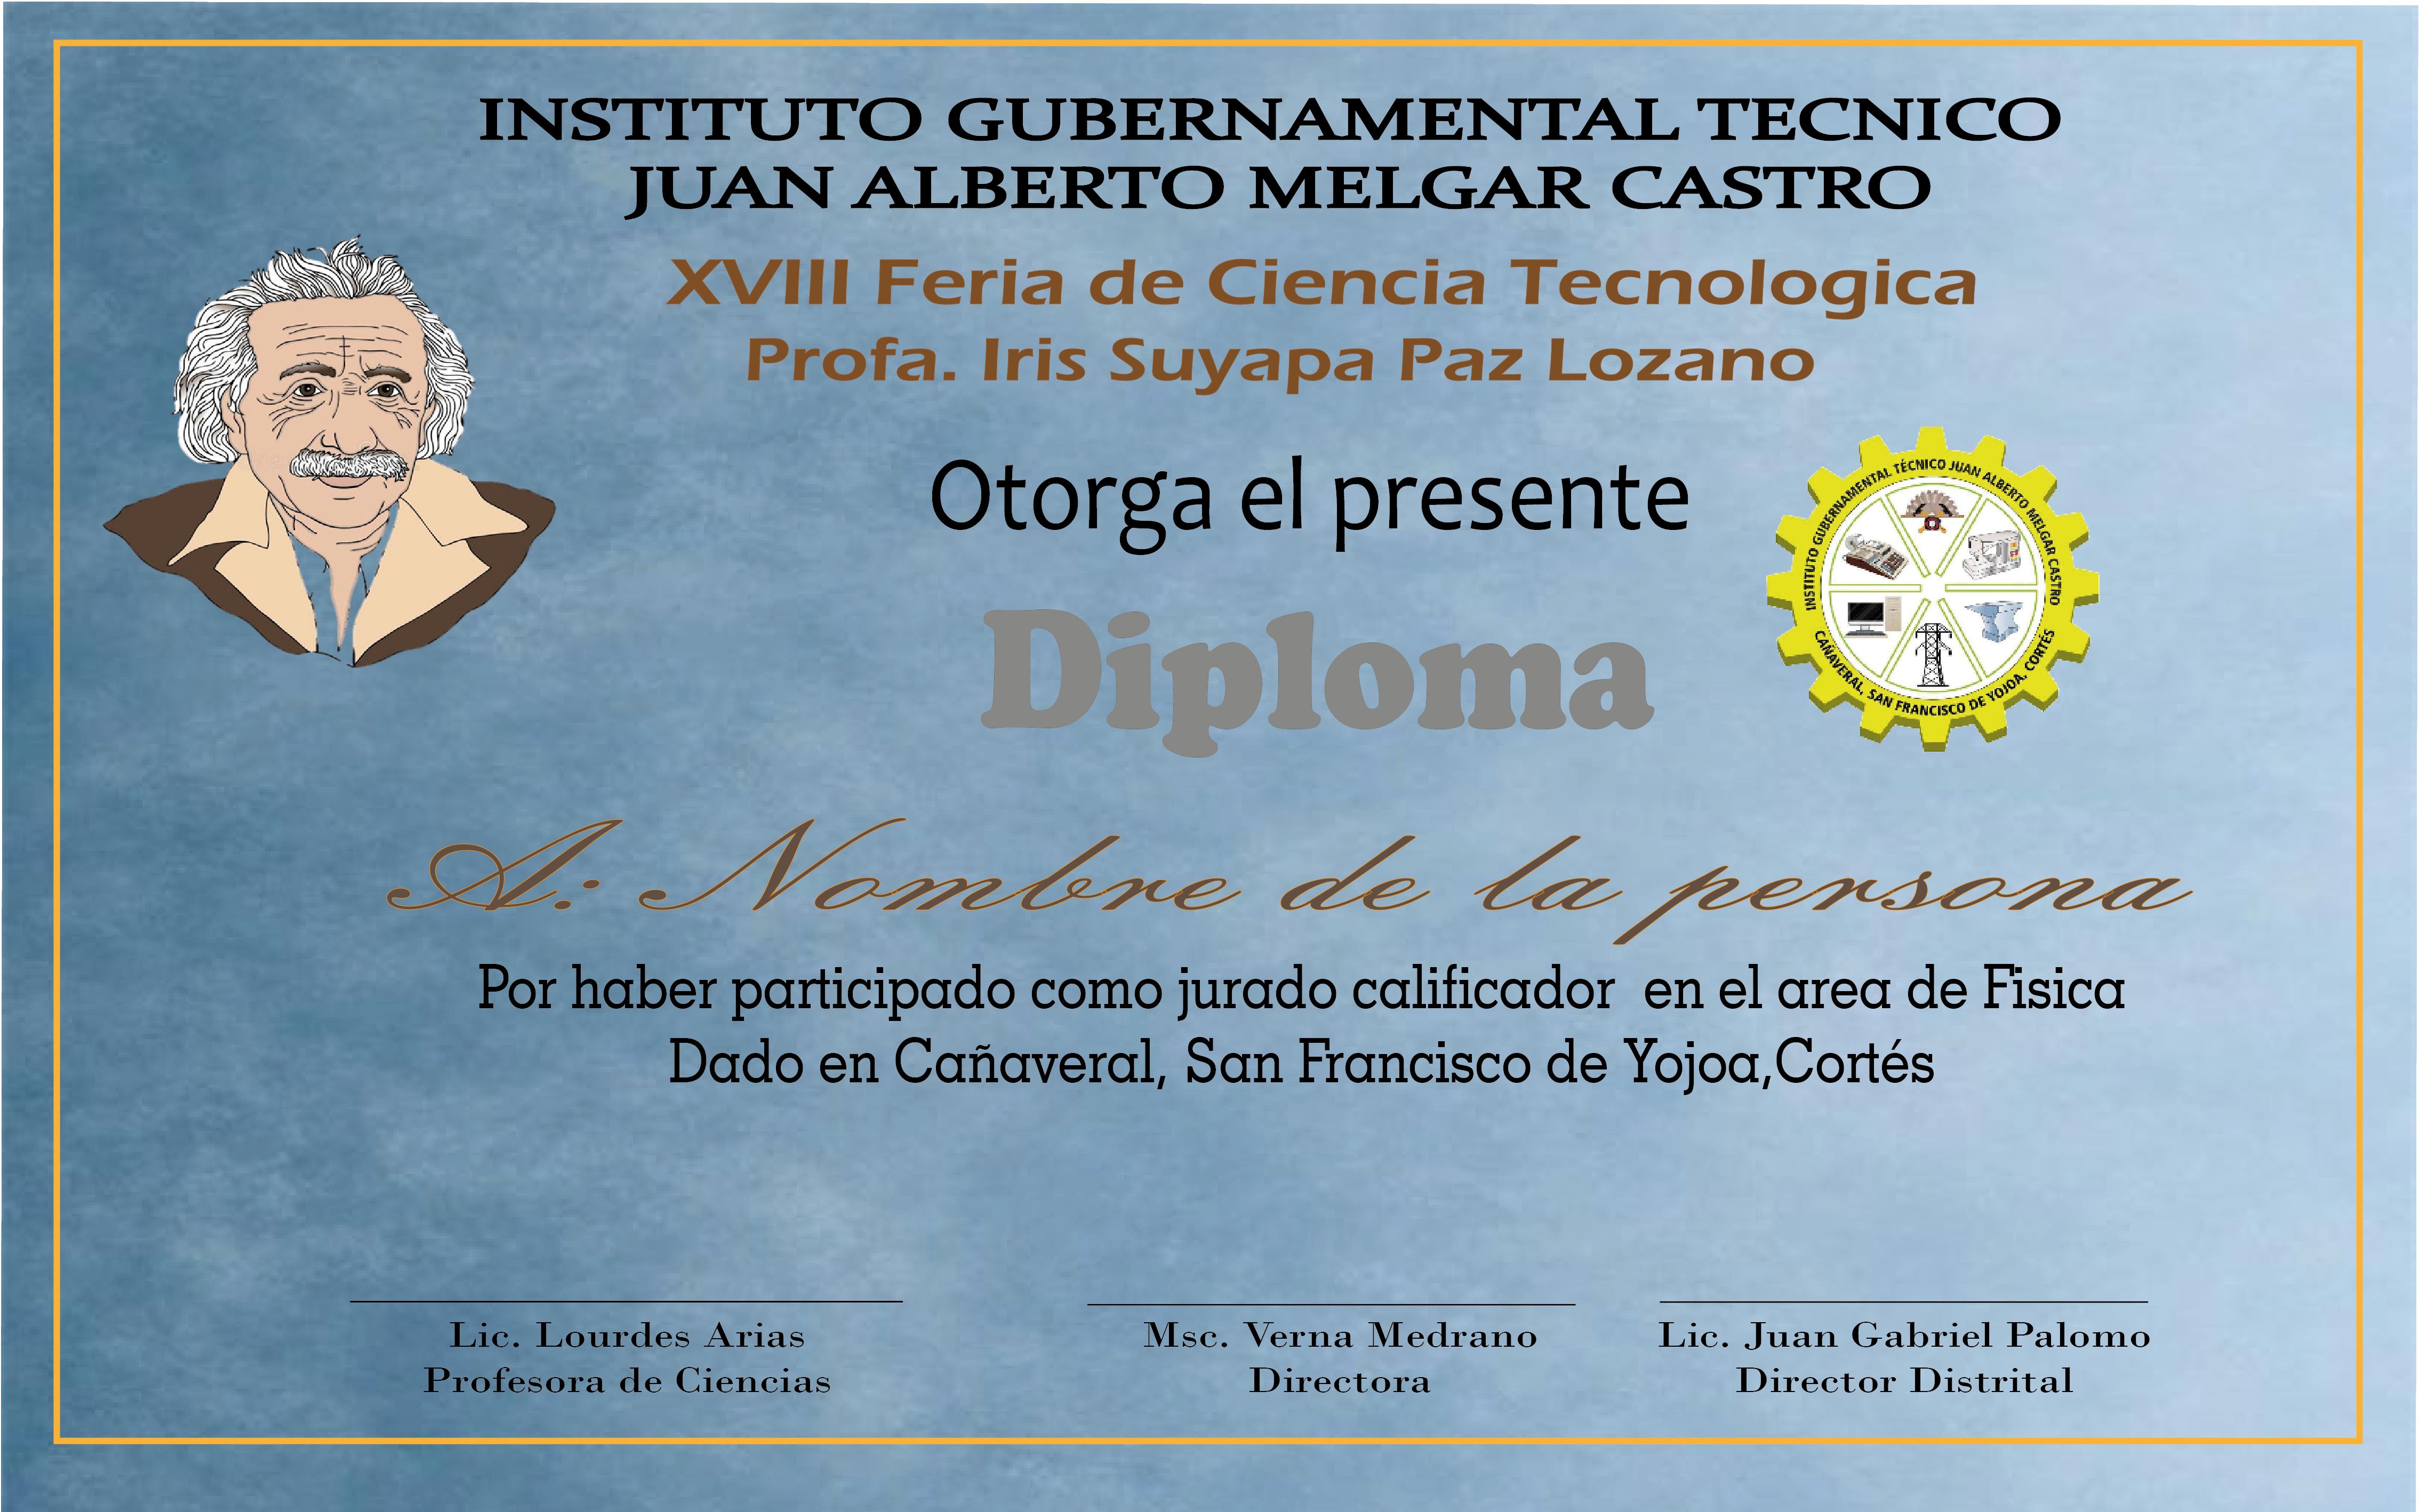 INSTITUTO GUBERNAMENTAL TECNICO
JUAN ALBERTO MELGAR CASTRO
XVIII Feria de Ciencia Tecnologica
Profa. Iris Suyapa Paz Lozano
Otorga el presente
Diploma
INSTITUTO GUBERNAMENTAL TÉCNICO JUAN ALBERTO MELGAR CASTRO
CAÑAVERAL, SAN FRANCISCO DE YOJOA, CORTÉS
A: Nombre de la persona
Por haber participado como jurado calificador en el area de Fisica
Dado en Cañaveral, San Francisco de Yojoa,Cortés
Lic. Lourdes Arias
Profesora de Ciencias
Msc. Verna Medrano
Directora
Lic. Juan Gabriel Palomo
Director Distrital